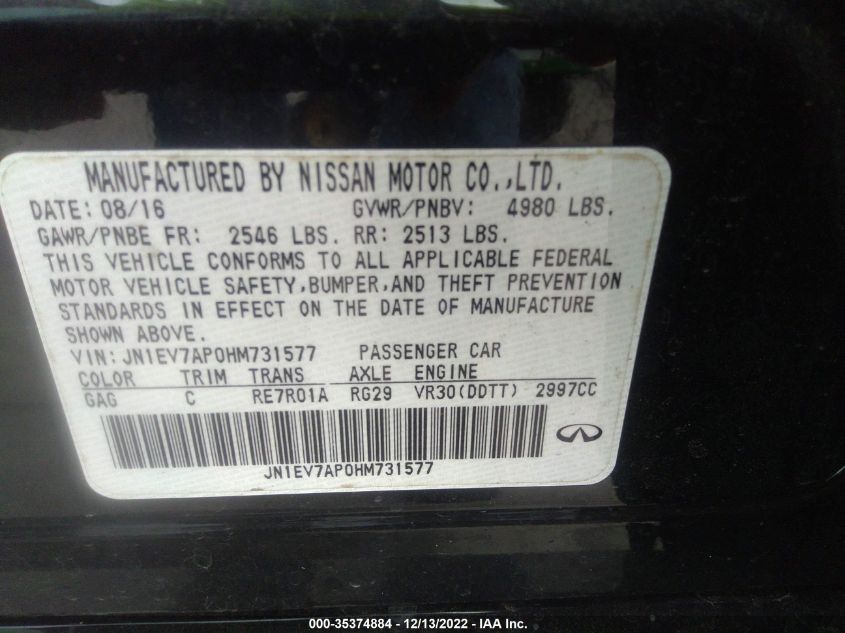 MANUFACTURED BY NISSAN MOTOR CO.,LTD.
DATE: 08/16 GVWR/PNBV: 4980 LBS.
GAWR/PNBE FR: 2546 LBS. RR: 2513 LBS.
THIS VEHICLE CONFORMS TO ALL APPLICABLE FEDERAL
MOTOR VEHICLE SAFETY,BUMPER,AND THEFT PREVENTION
STANDARDS IN EFFECT ON THE DATE OF MANUFACTURE
SHOWN ABOVE.
VIN: JN1EV7AP0HM731577 PASSENGER CAR
COLOR TRIM TRANS AXLE ENGINE
GAG C RE7R01A RG29 VR30(DDTT) 2997CC
JN1EV7AP0HM731577
000-35374884 - 12/13/2022 - IAA Inc.